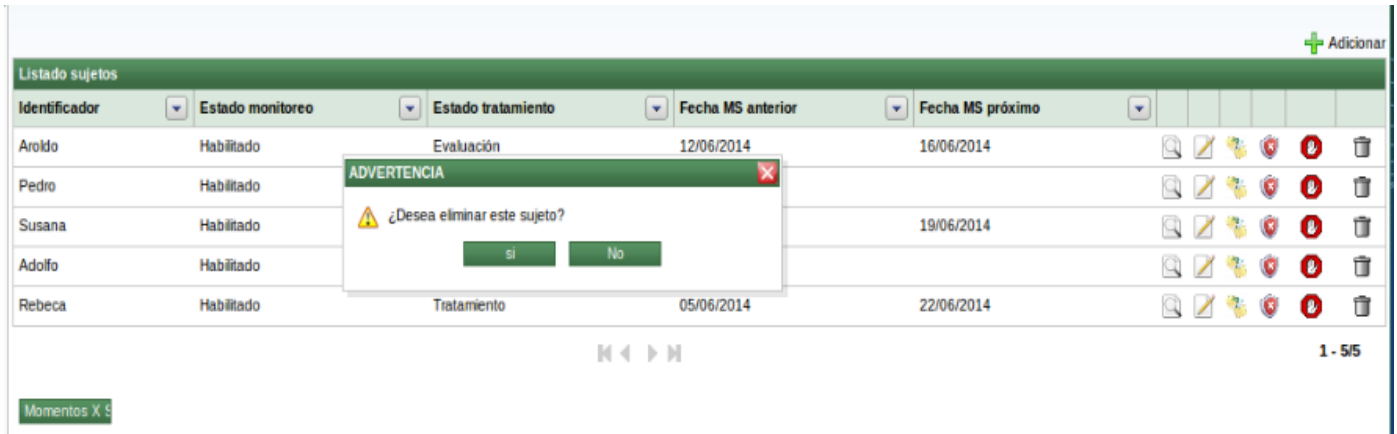 Adicionar
Listado sujetos
Identificador Estado monitoreo Estado tratamiento Fecha MS anterior Fecha MS próximo
Aroldo Habilitado Evaluación 12/06/2014 16/06/2014
ADVERTENCIA
Pedro Habilitado
¿Desea eliminar este sujeto?
Susana Habilitado 19/06/2014
si No
Adolfo Habilitado
Rebeca Habilitado Tratamiento 05/06/2014 22/06/2014
1 - 5/5
Momentos X S